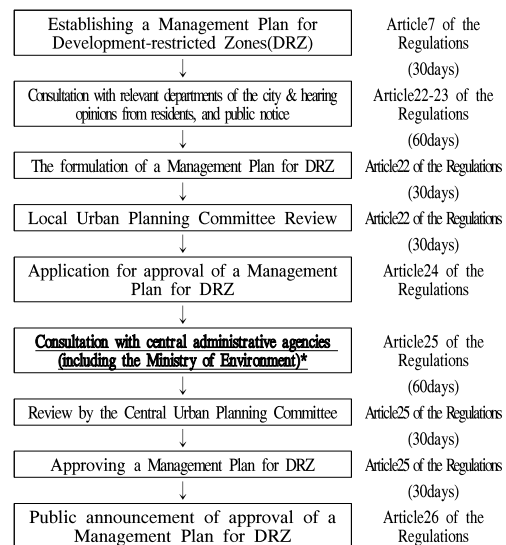 Establishing a Management Plan for
Development-restricted Zones(DRZ)
Article7 of the
Regulations
↓
(30days)
Consultation with relevant departments of the city & hearing
opinions from residents, and public notice
Article22-23 of the
Regulations
↓
(60days)
The formulation of a Management Plan for DRZ
Article22 of the Regulations
↓
(30days)
Local Urban Planning Committee Review
Article22 of the Regulations
↓
(30days)
Application for approval of a Management
Plan for DRZ
Article24 of the
Regulations
↓
Consultation with central administrative agencies
(including the Ministry of Environment)*
Article25 of the
Regulations
↓
(60days)
Review by the Central Urban Planning Committee
Article25 of the Regulations
↓
(30days)
Approving a Management Plan for DRZ
Article25 of the Regulations
↓
(30days)
Public announcement of approval of a
Management Plan for DRZ
Article26 of the
Regulations